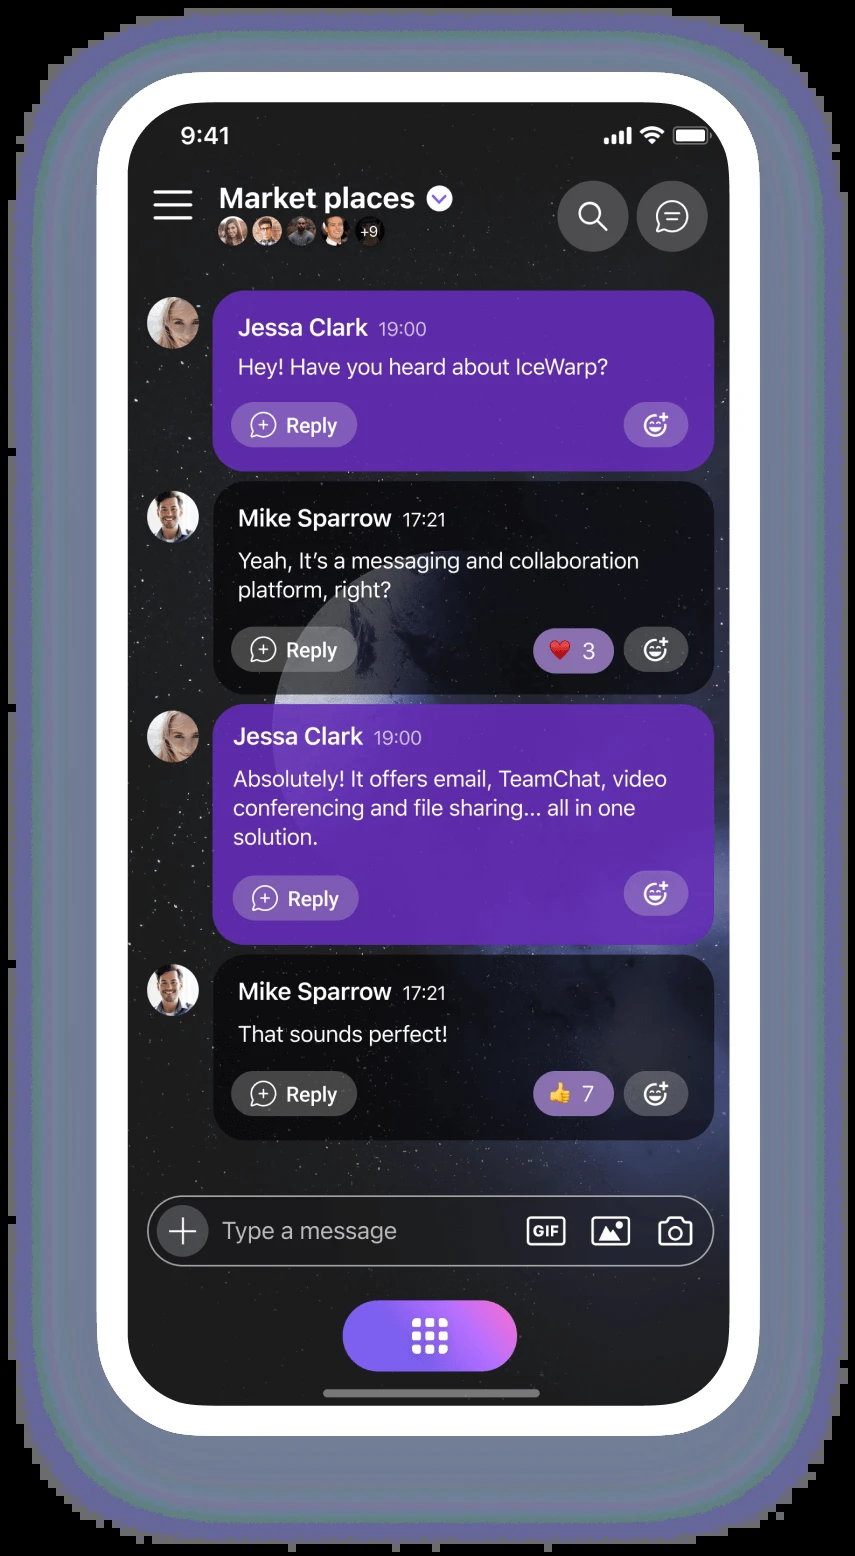 9:41
Market places
+9
Jessa Clark 19:00
Hey! Have you heard about IceWarp?
Reply
Mike Sparrow 17:21
Yeah, It’s a messaging and collaboration
platform, right?
Reply
3
Jessa Clark 19:00
Absolutely! It offers email, TeamChat, video
conferencing and file sharing... all in one
solution.
Reply
Mike Sparrow 17:21
That sounds perfect!
Reply
7
Type a message
GIF